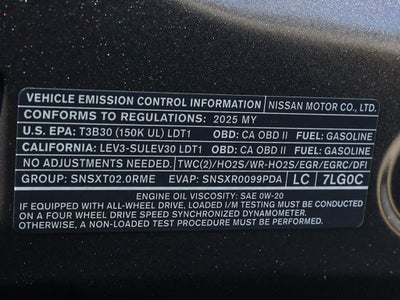 VEHICLE EMISSION CONTROL INFORMATION NISSAN MOTOR CO., LTD.
CONFORMS TO REGULATIONS: 2025 MY
U.S. EPA: T3B30 (150K UL) LDT1 OBD: CA OBD II FUEL: GASOLINE
CALIFORNIA: LEV3-SULEV30 LDT1 OBD: CA OBD II FUEL: GASOLINE
NO ADJUSTMENTS NEEDED. TWC(2)/HO2S/WR-HO2S/EGR/EGRC/DFI
GROUP: SNSXT02.0RME EVAP: SNSXR0099PDA LC 7LG0C
ENGINE OIL VISCOSITY: SAE 0W-20
IF EQUIPPED WITH ALL-WHEEL DRIVE, LOADED I/M TESTING MUST BE CONDUCTED
ON A FOUR WHEEL DRIVE SPEED SYNCHRONIZED DYNAMOMETER.
OTHERWISE, A NON-LOADED TEST PROCEDURE MUST BE CONDUCTED.